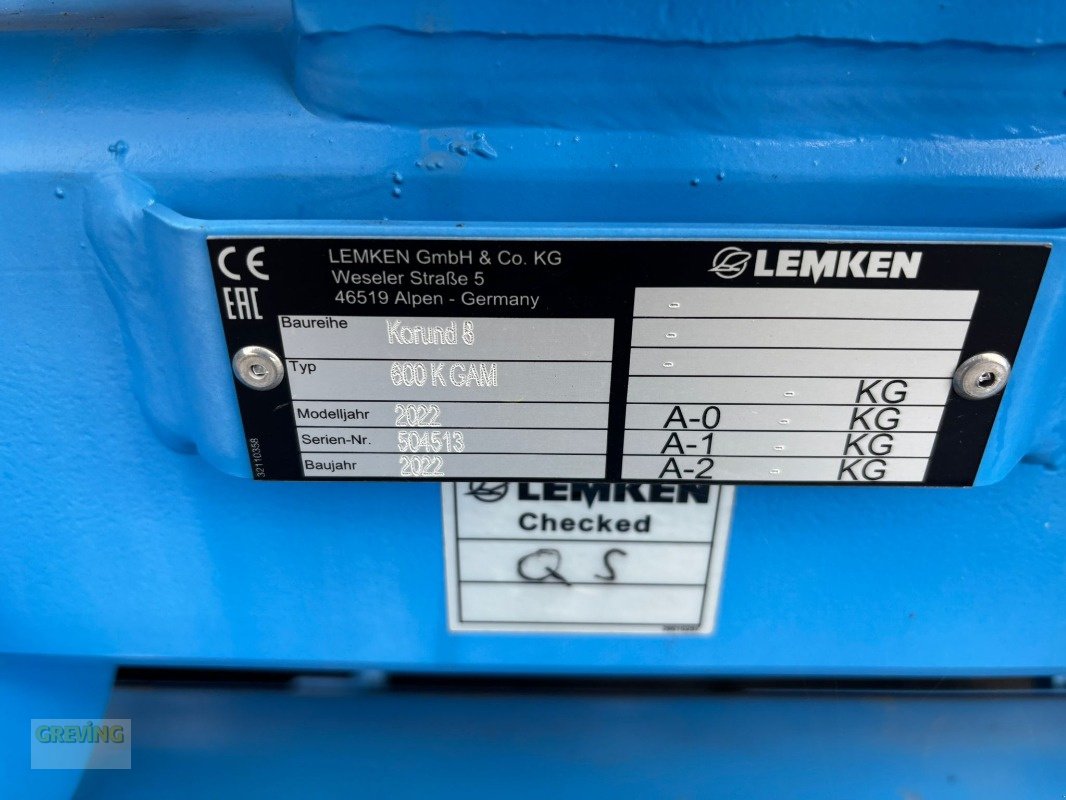 CE
EAC
LEMKEN GmbH & Co. KG
Weseler Straße 5
46519 Alpen - Germany
LEMKEN
Baureihe Korund 8
Typ 600 K GAM
Modelljahr 2022
Serien-Nr. 504513
Baujahr 2022
32110358
-
-
-
- KG
A-0 - KG
A-1 - KG
A-2 - KG
LEMKEN
Checked
QS
GREVING